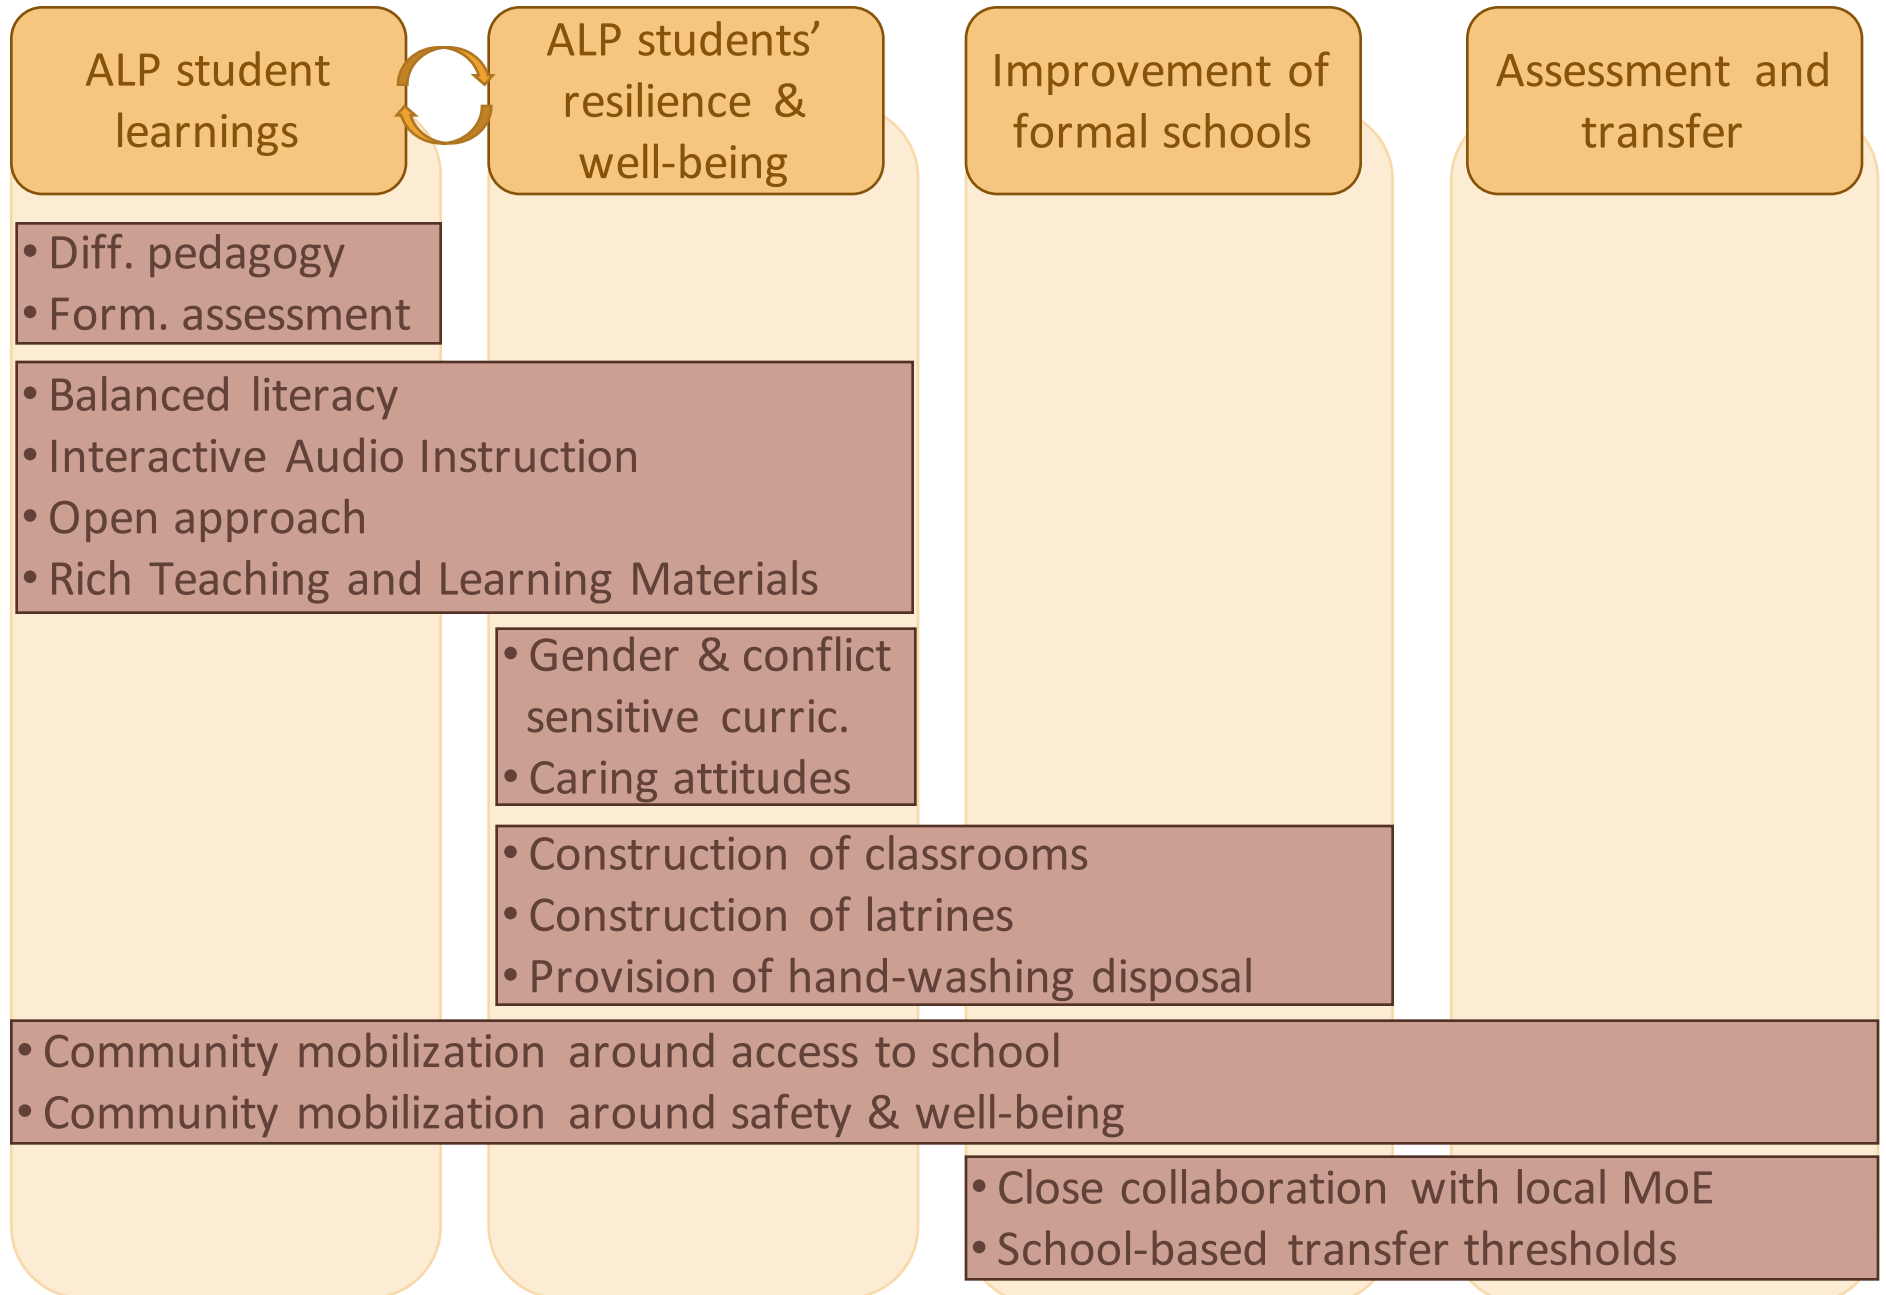 ALP student
learnings
ALP students’
resilience &
well-being
Improvement of
formal schools
Assessment and
transfer
• Diff. pedagogy
• Form. assessment
• Balanced literacy
• Interactive Audio Instruction
• Open approach
• Rich Teaching and Learning Materials
• Gender & conflict
sensitive curric.
• Caring attitudes
• Construction of classrooms
• Construction of latrines
• Provision of hand-washing disposal
• Community mobilization around access to school
• Community mobilization around safety & well-being
• Close collaboration with local MoE
• School-based transfer thresholds